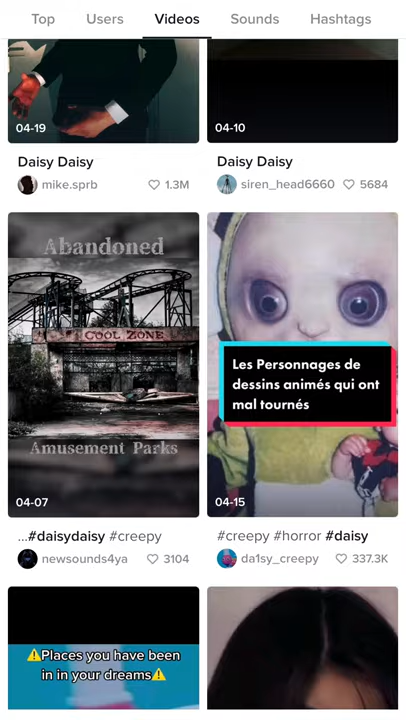 Top Users Videos Sounds Hashtags
04-19
04-10
Daisy Daisy
mike.sprb 1.3M
Daisy Daisy
siren_head6660 5684
Abandoned
COOL ZONE
Amusement Parks
04-07
Les Personnages de
dessins animés qui ont
mal tournés
04-15
...#daisydaisy #creepy
newsounds4ya 3104
#creepy #horror #daisy
da1sy_creepy 337.3K
⚠️Places you have been
in in your dreams⚠️